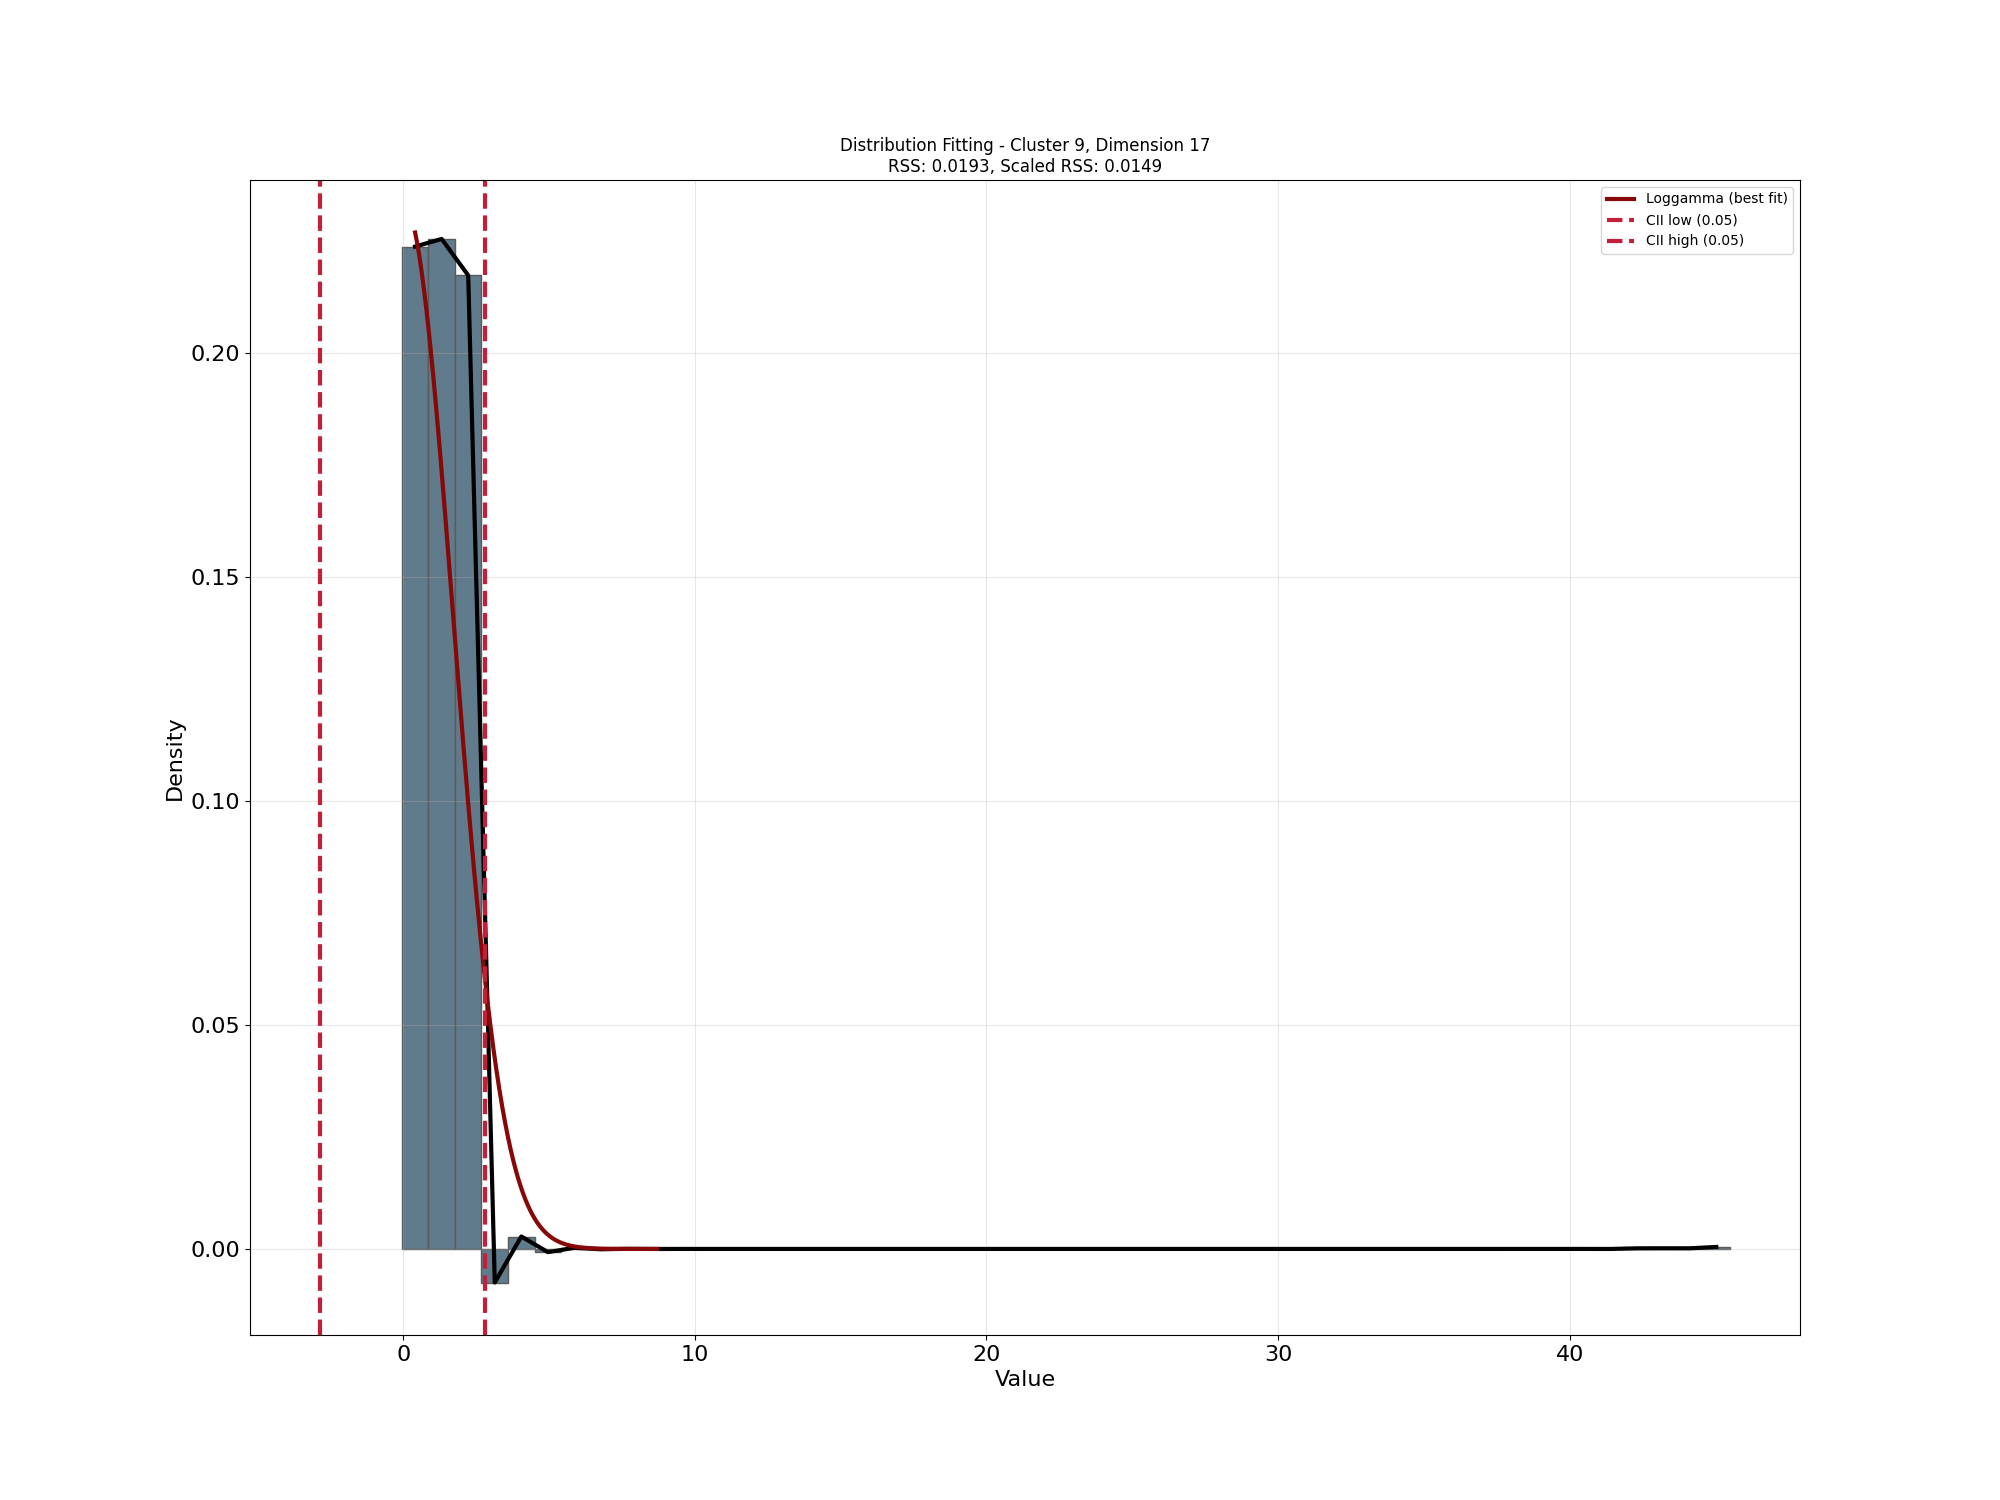 Distribution Fitting - Cluster 9, Dimension 17
RSS: 0.0193, Scaled RSS: 0.0149
Loggamma (best fit)
CII low (0.05)
CII high (0.05)
Density
0.20
0.15
0.10
0.05
0.00
0
10
20
30
40
Value